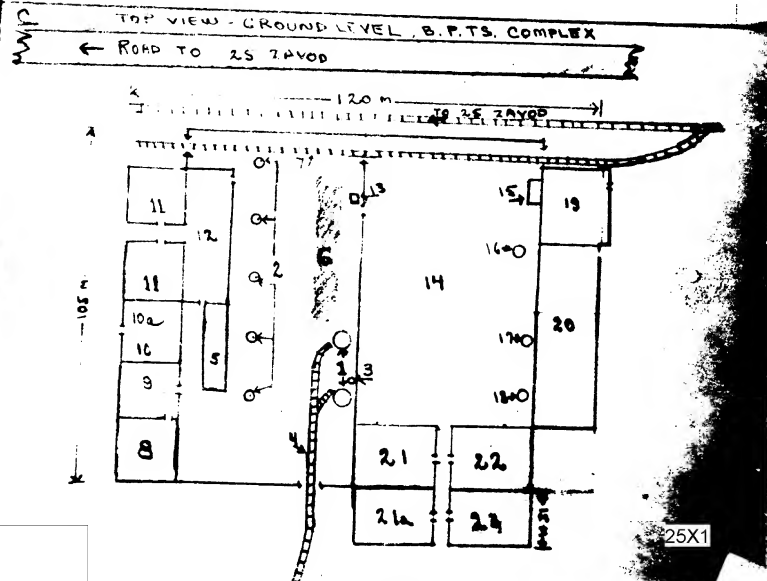 TOP VIEW - GROUND LEVEL, B.P.T.S. COMPLEX
← ROAD TO 25 ZAVOD
120 m
TO 25 ZAVOD
7
13
15
19
11
12
2
6
16
14
11
105 m
10a
10
5
17
20
1
3
9
18
4
8
21
22
21a
25X1